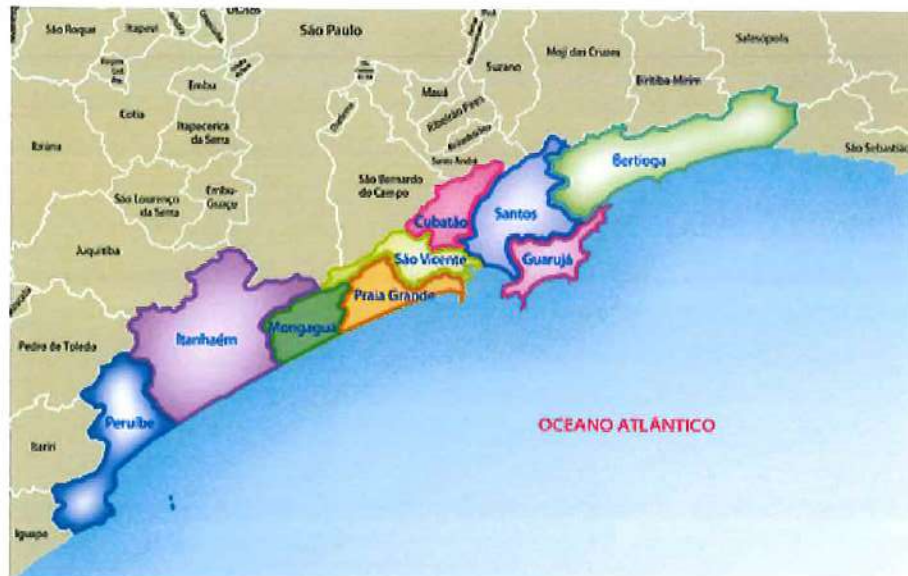 São Roque
Itapevi
São Paulo
Suzano
Moji das Cruzes
Salesópolis
Biritiba-Mirim
Embu
Cotia
Mauá
Diadema
Ribeirão Pires
Itapecerica
da Serra
Ibiúna
Santo André
São Sebastião
Bertioga
São Bernardo
do Campo
São Lourenço
da Serra
Embu-
Guaçu
Cubatão
Santos
Juquitiba
São Vicente
Guarujá
Praia Grande
Mongaguá
Itanhaém
Pedro de Toledo
Peruíbe
OCEANO ATLÂNTICO
Itariri
Iguape